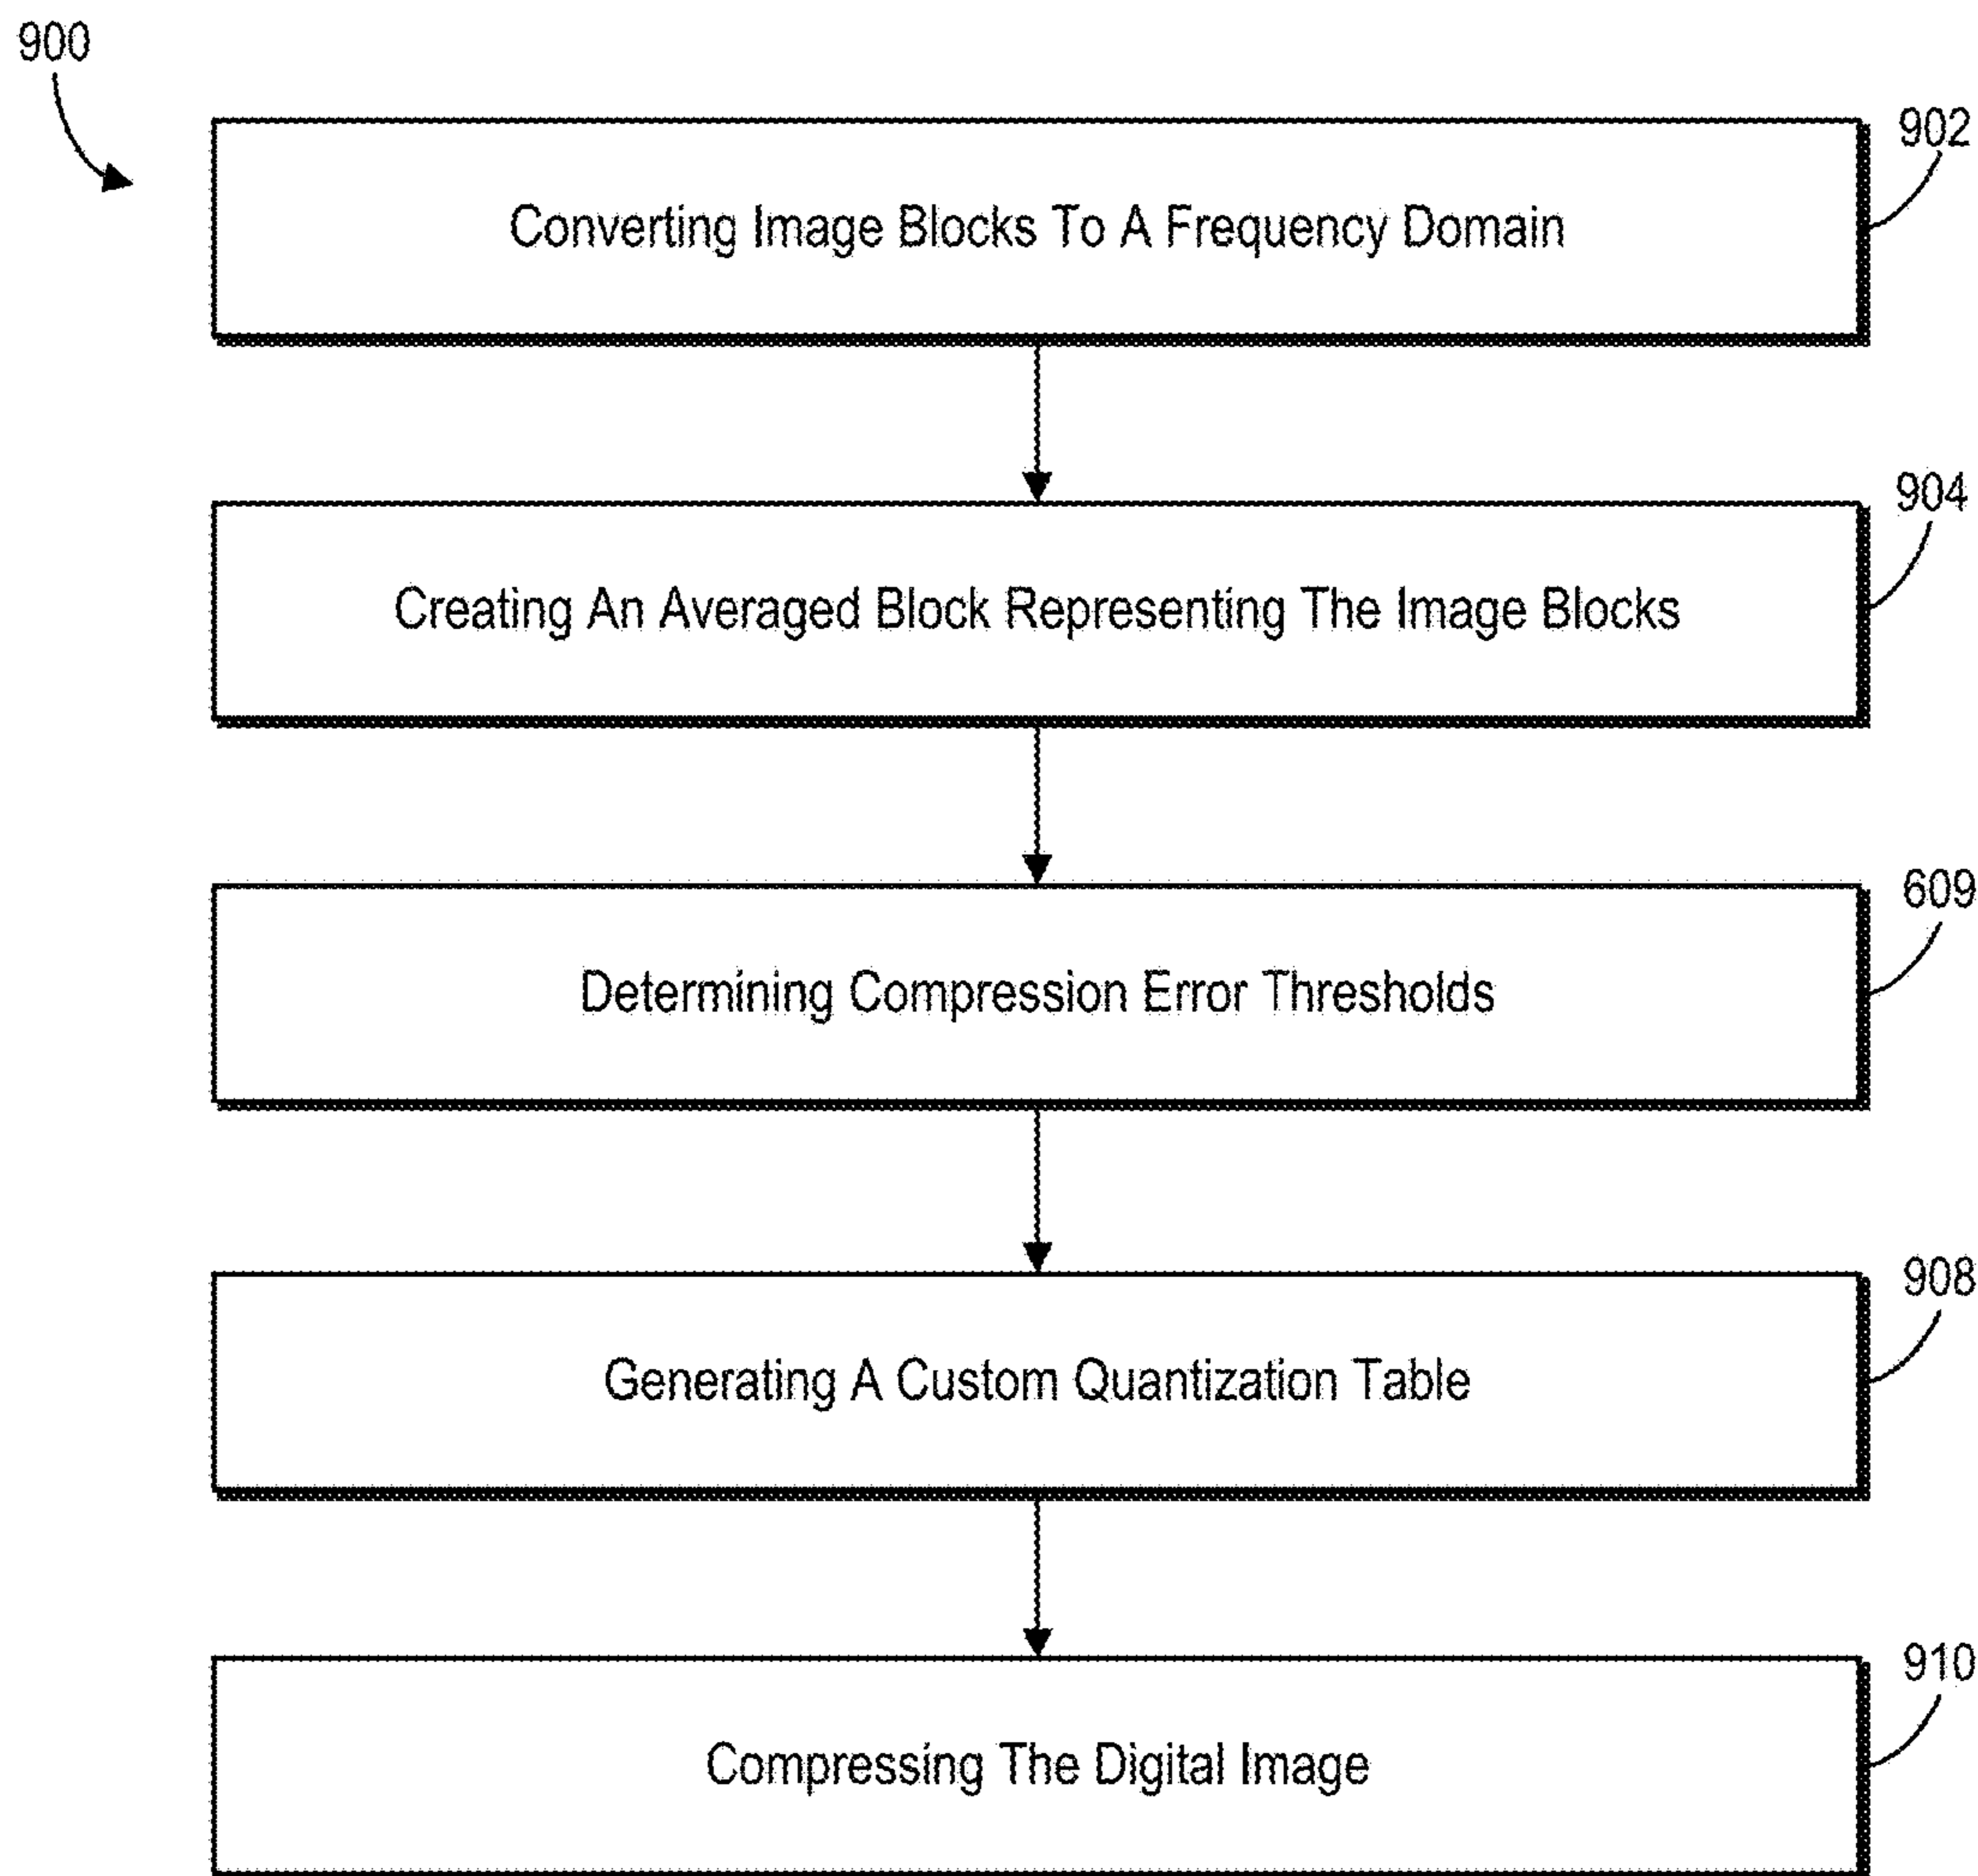 900
902
Converting Image Blocks To A Frequency Domain
904
Creating An Averaged Block Representing The Image Blocks
609
Determining Compression Error Thresholds
908
Generating A Custom Quantization Table
910
Compressing The Digital Image